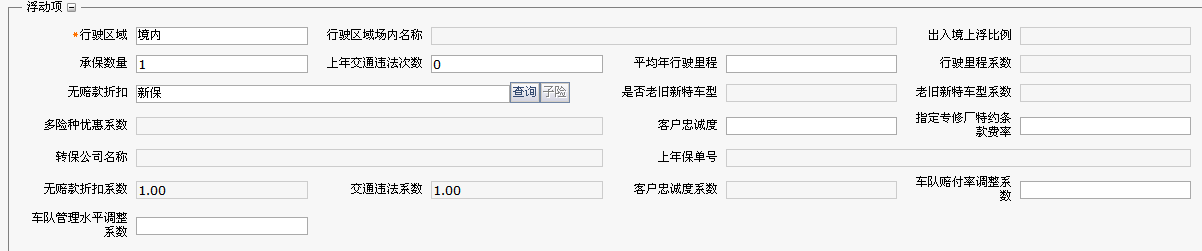 浮动项
*行驶区域 境内 行驶区域场内名称 出入境上浮比例
承保数量 1 上年交通违法次数 0 平均年行驶里程 行驶里程系数
无赔款折扣 新保 查询 子险 是否老旧新特车型 老旧新特车型系数
多险种优惠系数 客户忠诚度 指定专修厂特约条
款费率
转保公司名称 上年保单号
无赔款折扣系数 1.00 交通违法系数 1.00 客户忠诚度系数 车队赔付率调整系
数
车队管理水平调整
系数